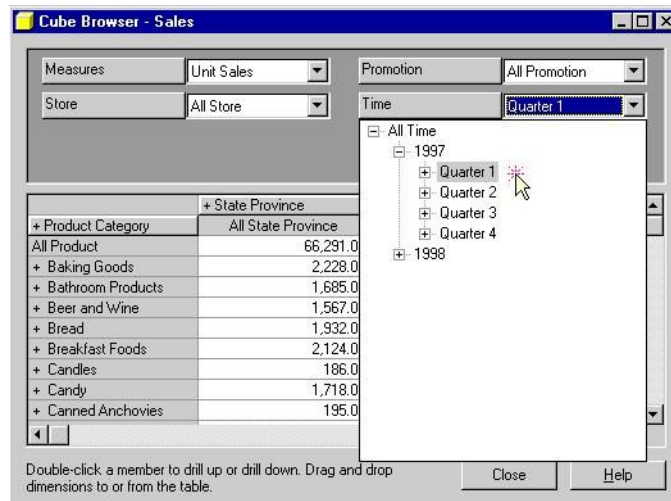 Cube Browser - Sales
Measures
Unit Sales
Promotion
All Promotion
Store
All Store
Time
Quarter 1
All Time
1997
Quarter 1
Quarter 2
Quarter 3
Quarter 4
1998
+ State Province
+ Product Category
All State Province
All Product 66,291.0
+ Baking Goods 2,228.0
+ Bathroom Products 1,685.0
+ Beer and Wine 1,567.0
+ Bread 1,932.0
+ Breakfast Foods 2,124.0
+ Candles 186.0
+ Candy 1,718.0
+ Canned Anchovies 195.0
Double-click a member to drill up or drill down. Drag and drop
dimensions to or from the table.
Close
Help